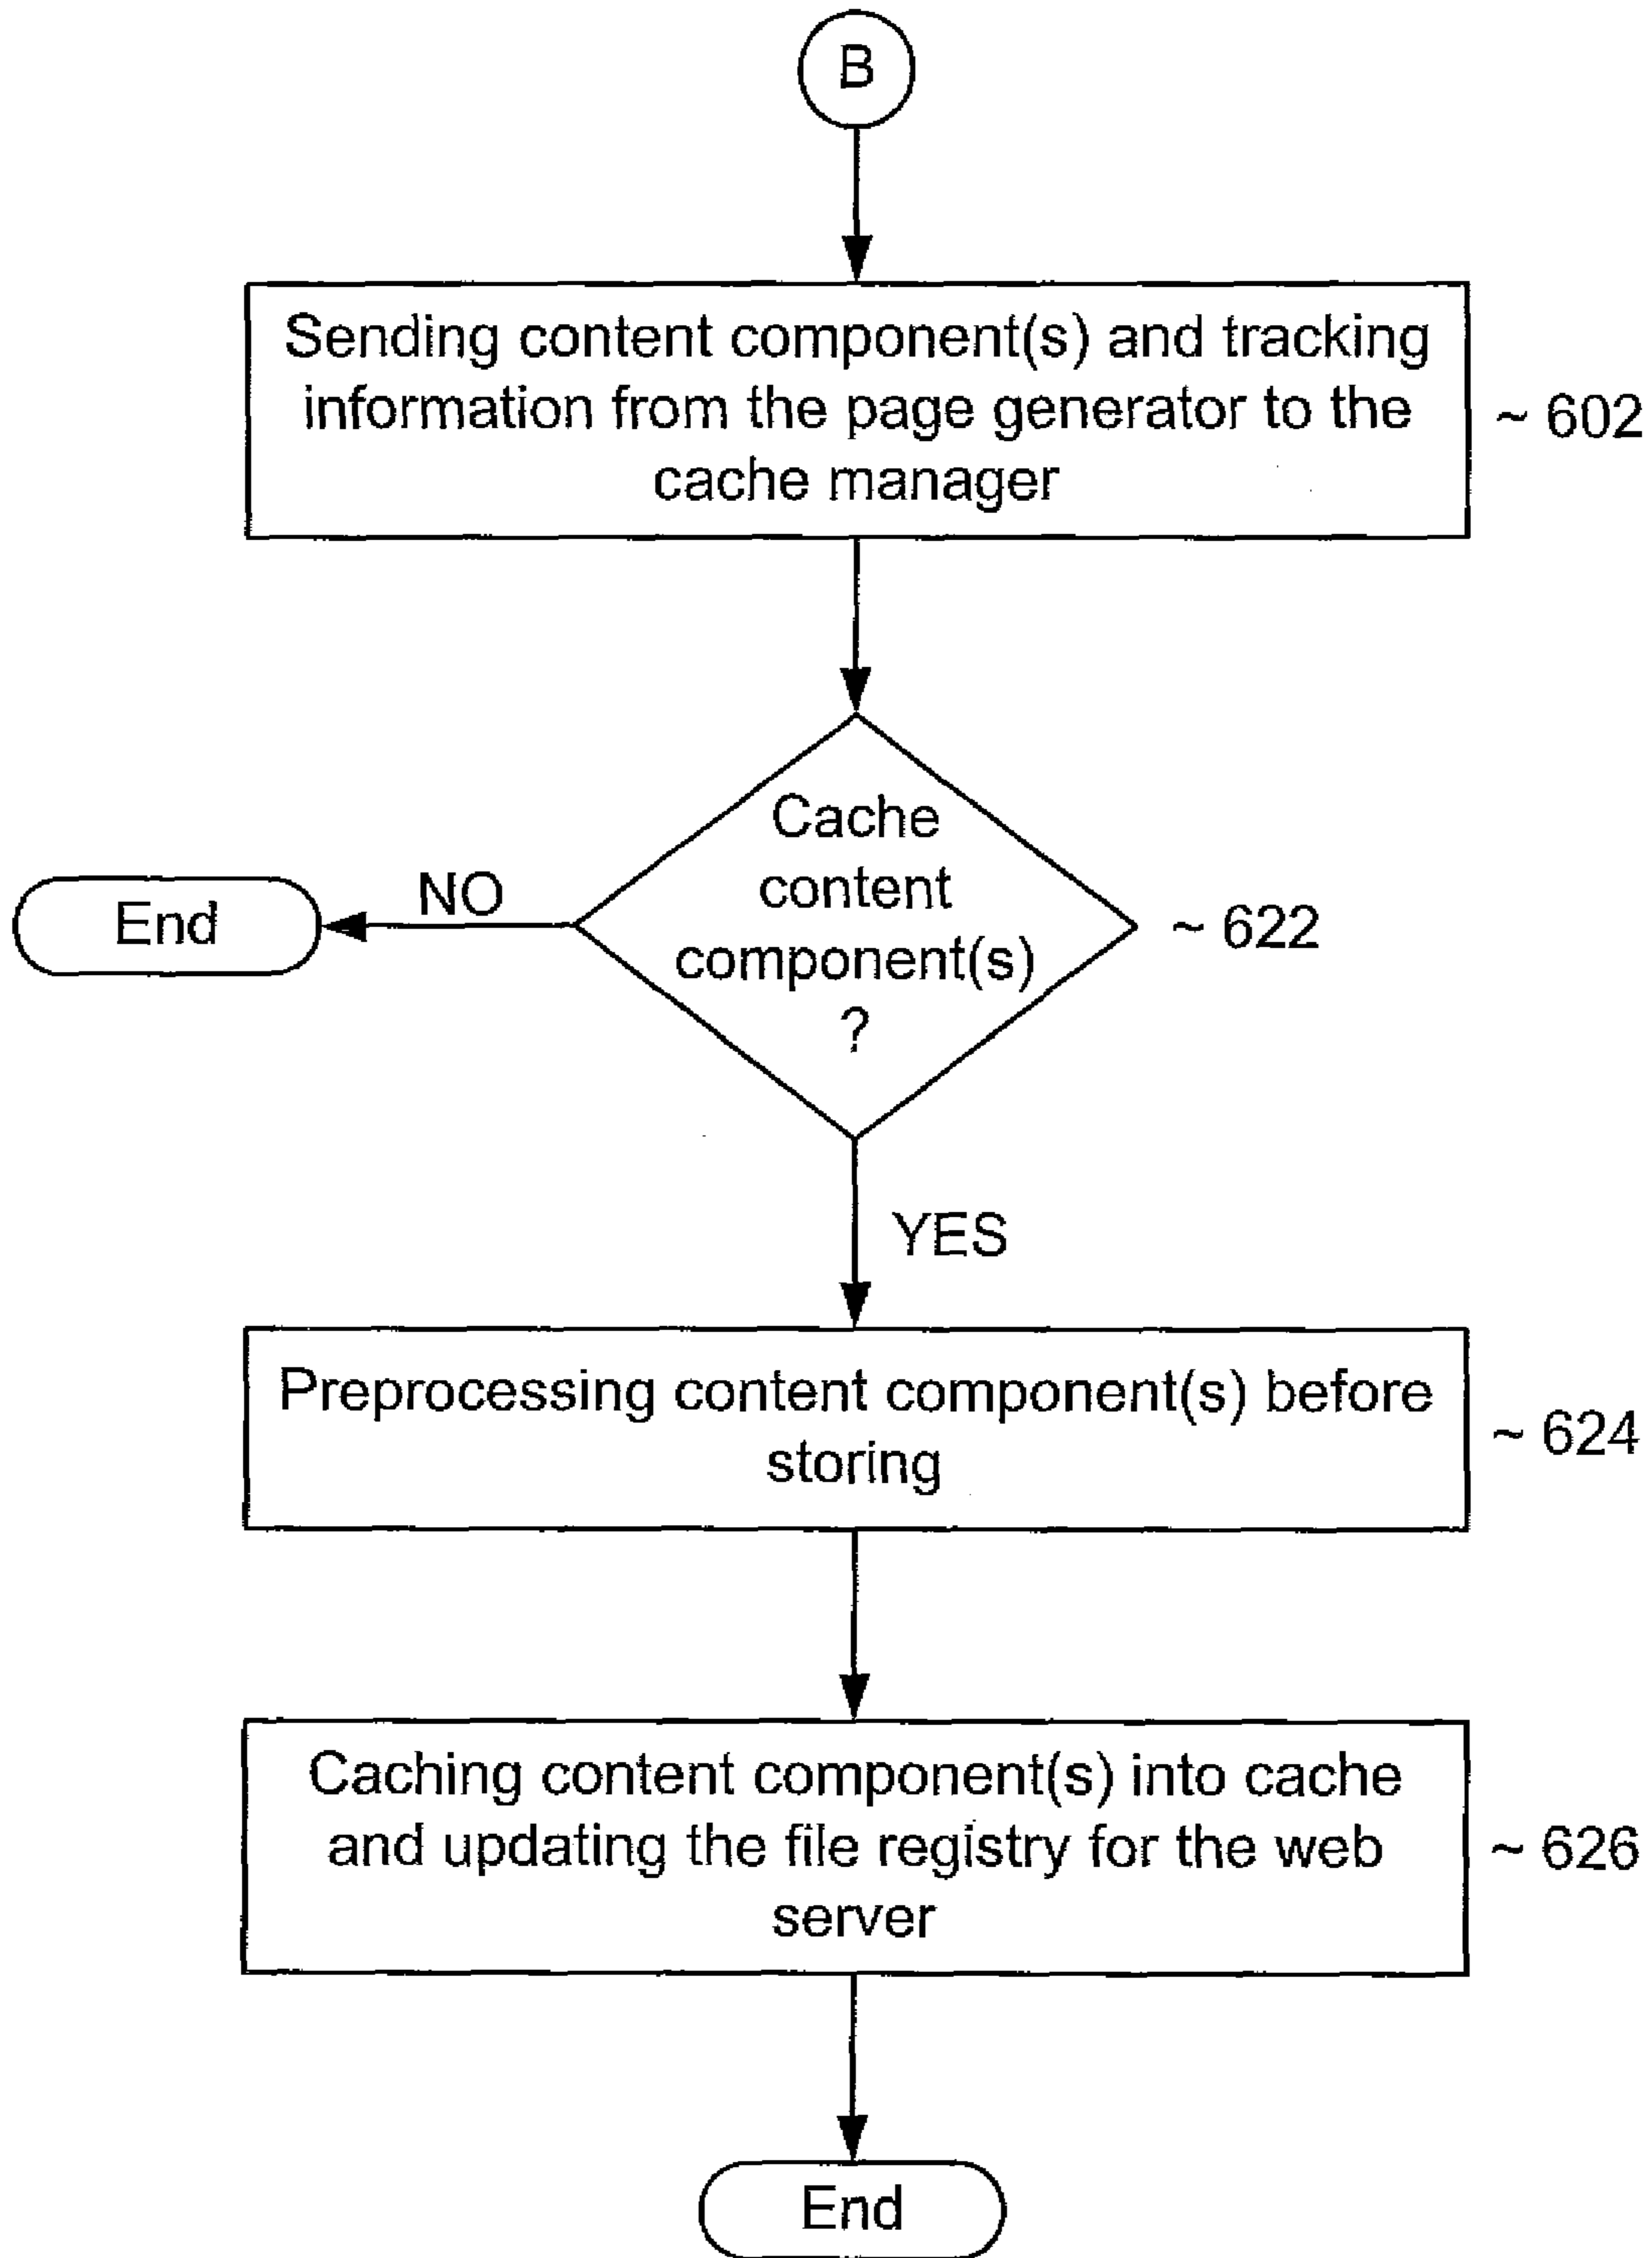 B
Sending content component(s) and tracking
information from the page generator to the
cache manager
~ 602
Cache
content
component(s)
?
~ 622
NO
End
YES
Preprocessing content component(s) before
storing
~ 624
Caching content component(s) into cache
and updating the file registry for the web
server
~ 626
End